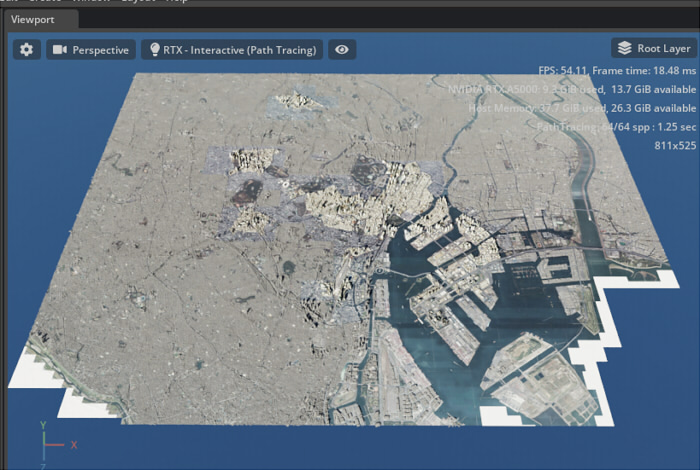 Viewport
Perspective
RTX - Interactive (Path Tracing)
Root Layer
FPS: 54.11, Frame time: 18.48 ms
NVIDIA RTX A5000: 9.3 GiB used, 13.7 GiB available
Host Memory: 37.7 GiB used, 26.3 GiB available
PathTracing: 64/64 spp : 1.25 sec
811x525
Y
X
Z